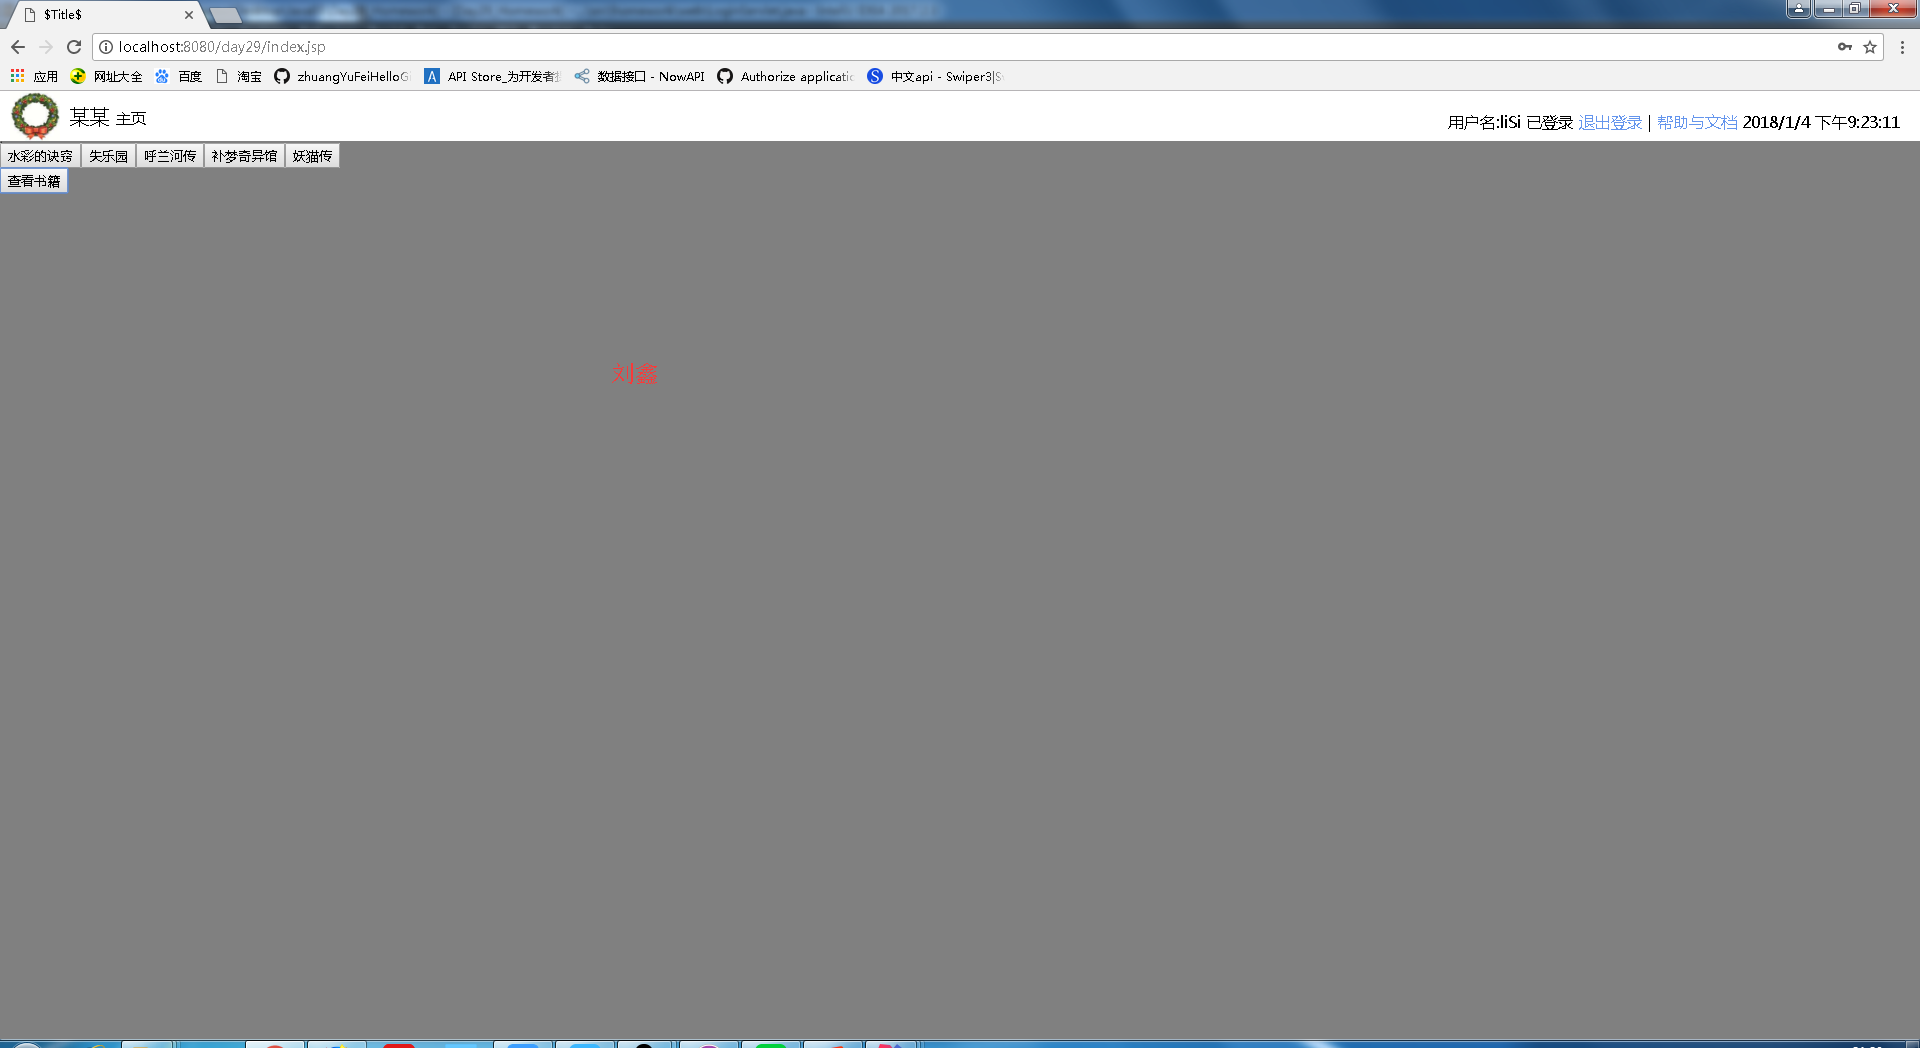 $Title$
localhost:8080/day29/index.jsp
应用 网址大全 百度 淘宝 zhuangYuFeiHelloG API Store_为开发者 数据接口 - NowAPI Authorize applicatic 中文api - Swiper3|S
某某 主页
用户名:liSi 已登录 退出登录 | 帮助与文档 2018/1/4 下午9:23:11
水彩的诀窍 失乐园 呼兰河传 补梦奇异馆 妖猫传
查看书籍
刘鑫